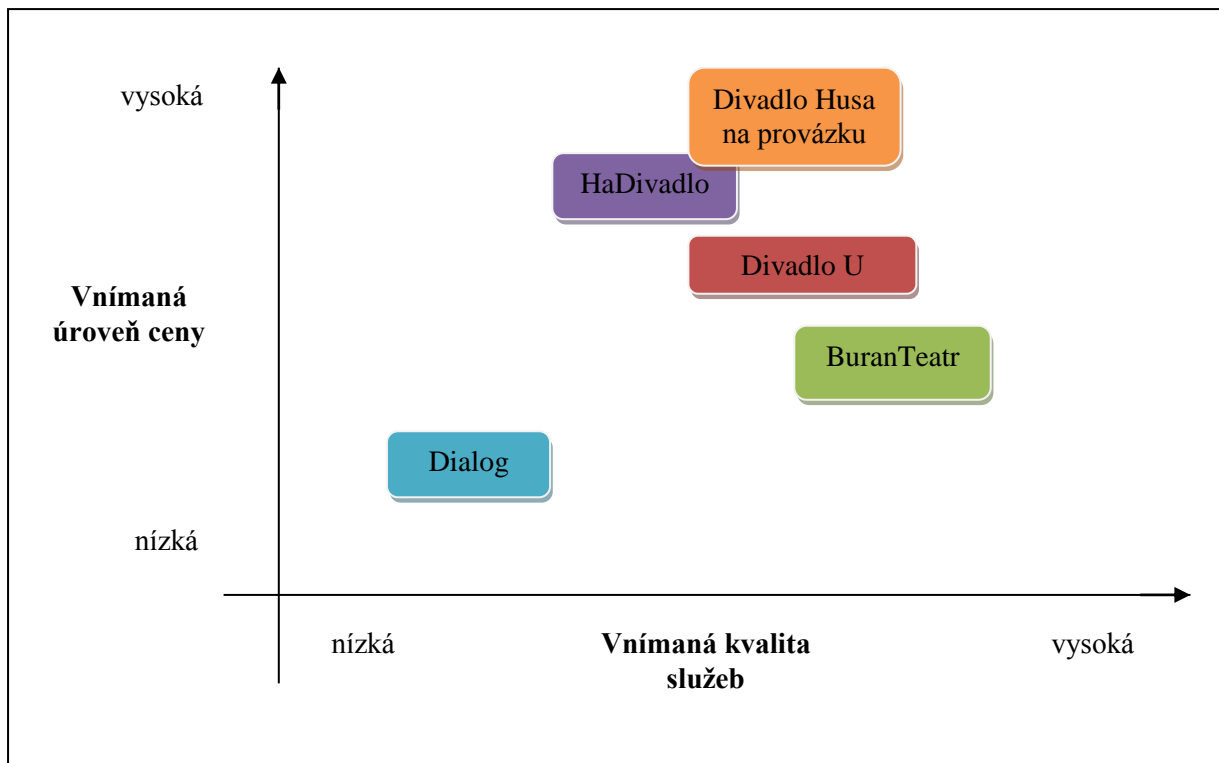 vysoká
Divadlo Husa
na provázku
HaDivadlo
Divadlo U
Vnímaná
úroveň ceny
BuranTeatr
Dialog
nízká
nízká
Vnímaná kvalita
služeb
vysoká